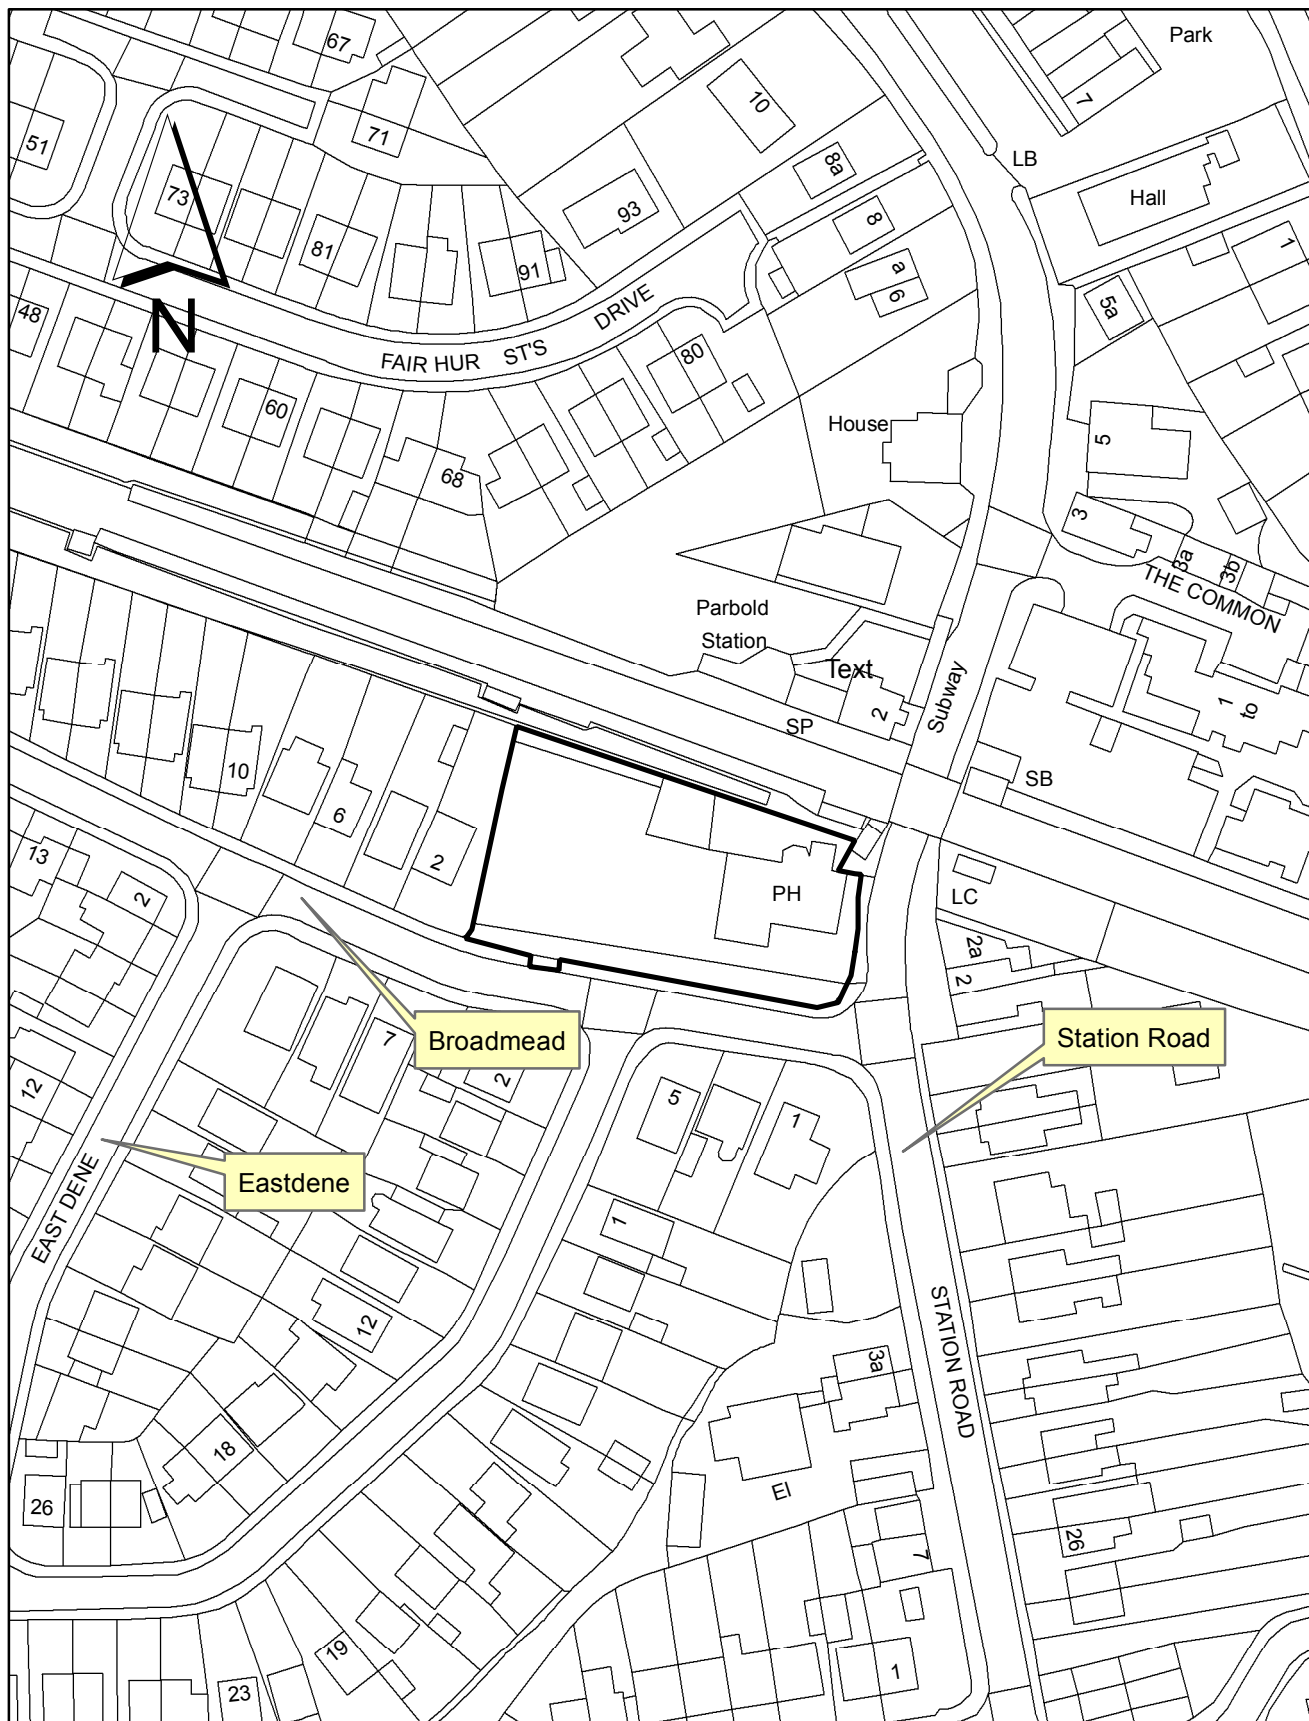 67
Park
51
71
10
7
LB
8a
73
Hall
93
8
81
1
91
a
6
5a
48
N
DRIVE
FAIR HUR ST'S
80
60
House
5
68
3
3a
3b
THE COMMON
Parbold
Station
Text
2
Subway
1
to
SP
10
SB
6
2
13
2
PH
LC
2a
2
Broadmead
7
2
Station Road
12
5
1
Eastdene
EAST DENE
1
12
STATION ROAD
3a
18
El
26
26
7
19
1
23